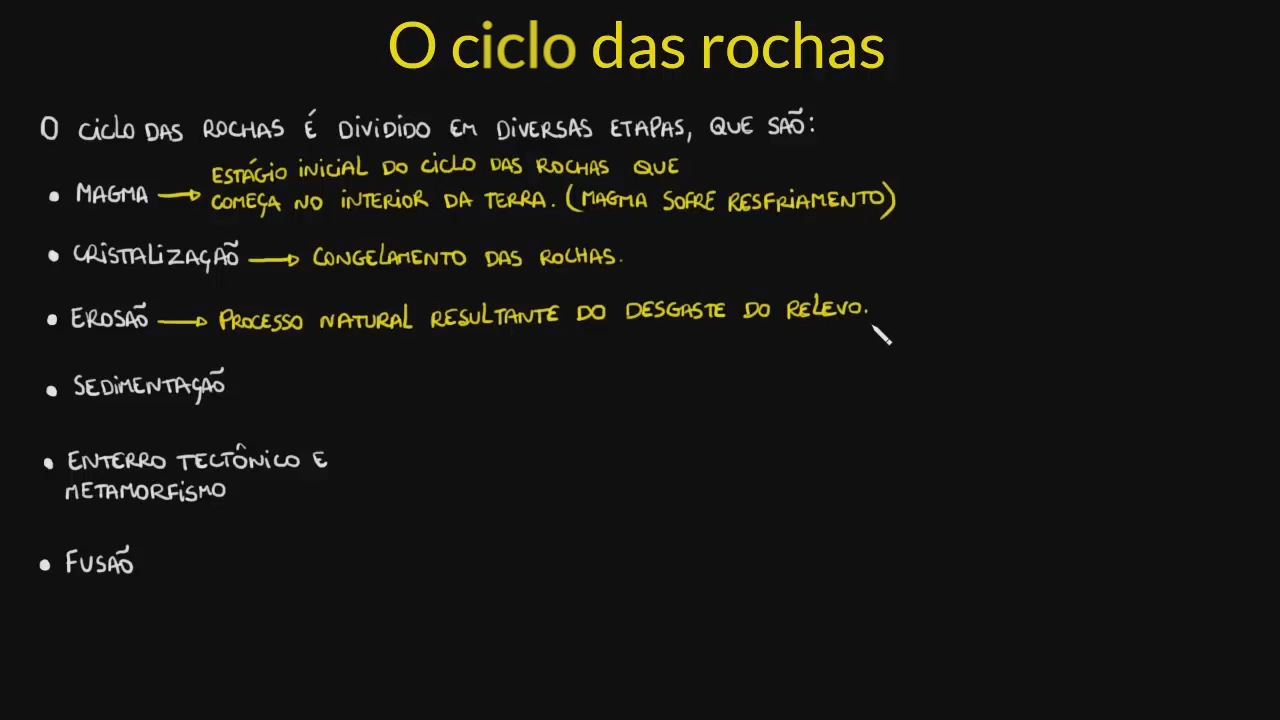 O ciclo das rochas
O CICLO DAS ROCHAS É DIVIDIDO EM DIVERSAS ETAPAS, QUE SÃO:
• MAGMA → ESTÁGIO INICIAL DO CICLO DAS ROCHAS QUE
COMEÇA NO INTERIOR DA TERRA. (MAGMA SOFRE RESFRIAMENTO)
• CRISTALIZAÇÃO → CONGELAMENTO DAS ROCHAS.
• EROSÃO → PROCESSO NATURAL RESULTANTE DO DESGASTE DO RELEVO.
• SEDIMENTAÇÃO
• ENTERRO TECTÔNICO E
METAMORFISMO
• FUSÃO